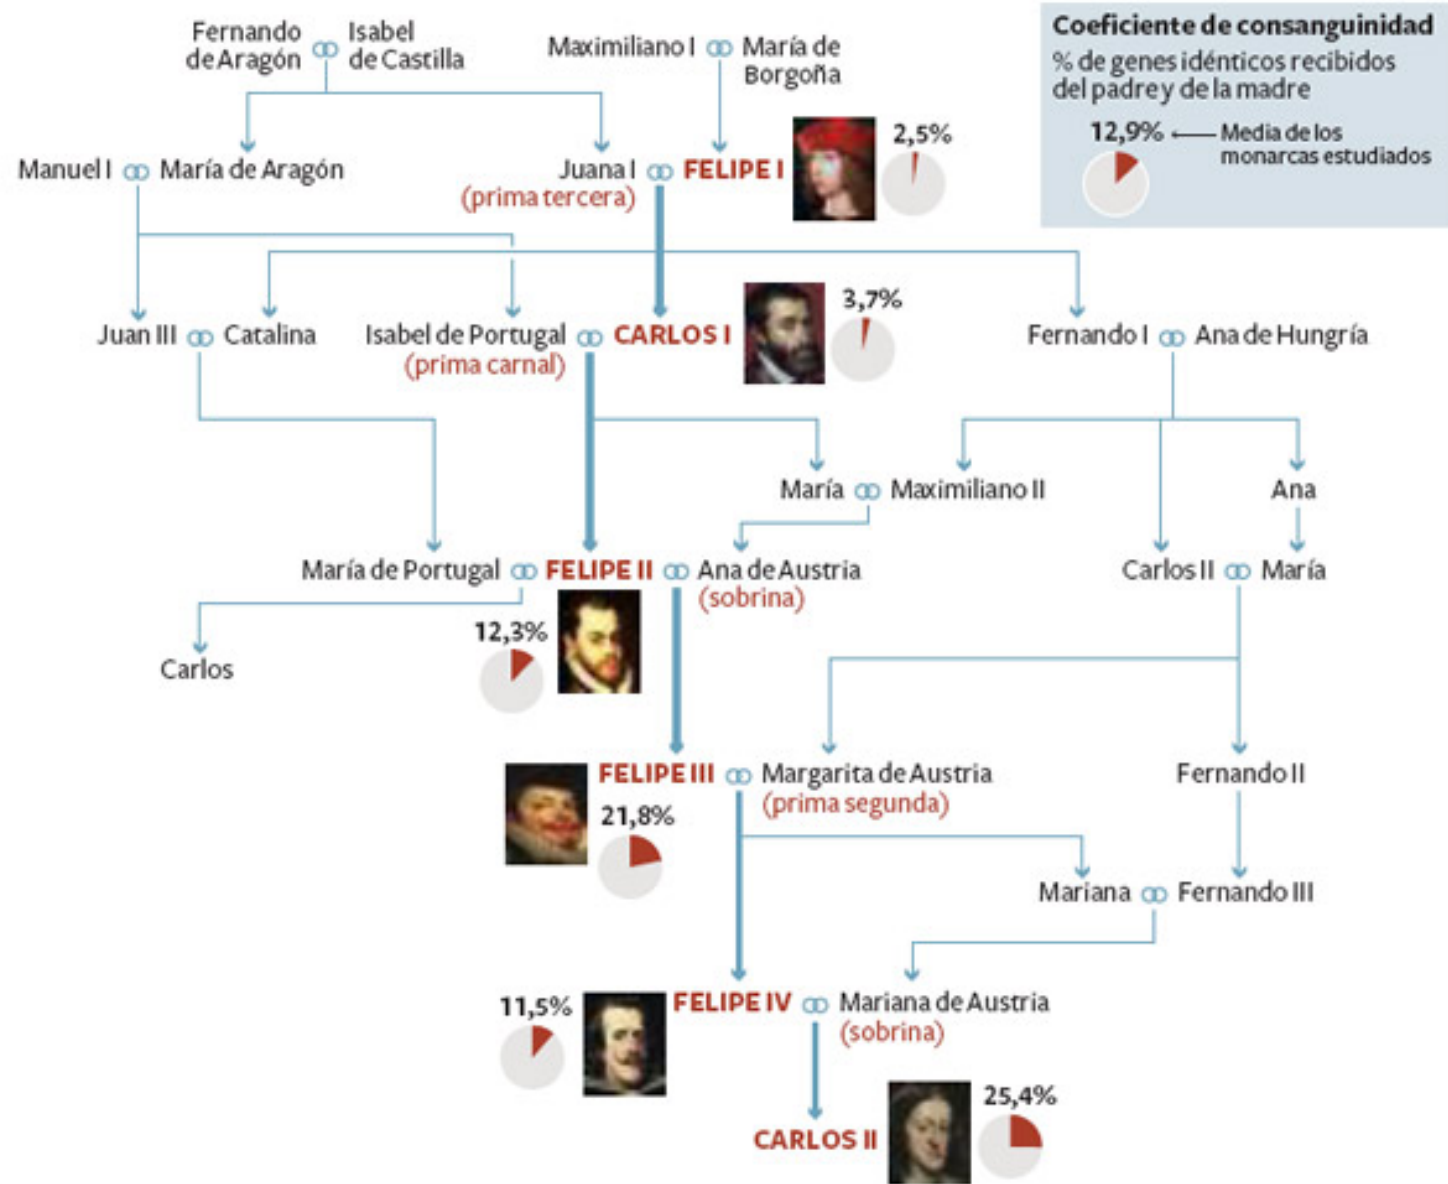 Fernando
de Aragón
Isabel
de Castilla
Maximiliano I
María de
Borgoña
Coeficiente de consanguinidad
% de genes idénticos recibidos
del padre y de la madre
12,9%
Media de los
monarcas estudiados
Manuel I
María de Aragón
Juana I
(prima tercera)
FELIPE I
2,5%
Juan III
Catalina
Isabel de Portugal
(prima carnal)
CARLOS I
3,7%
Fernando I
Ana de Hungría
María
Maximiliano II
Ana
María de Portugal
FELIPE II
Ana de Austria
(sobrina)
Carlos II
María
12,3%
Carlos
FELIPE III
Margarita de Austria
(prima segunda)
Fernando II
21,8%
Mariana
Fernando III
11,5%
FELIPE IV
Mariana de Austria
(sobrina)
CARLOS II
25,4%